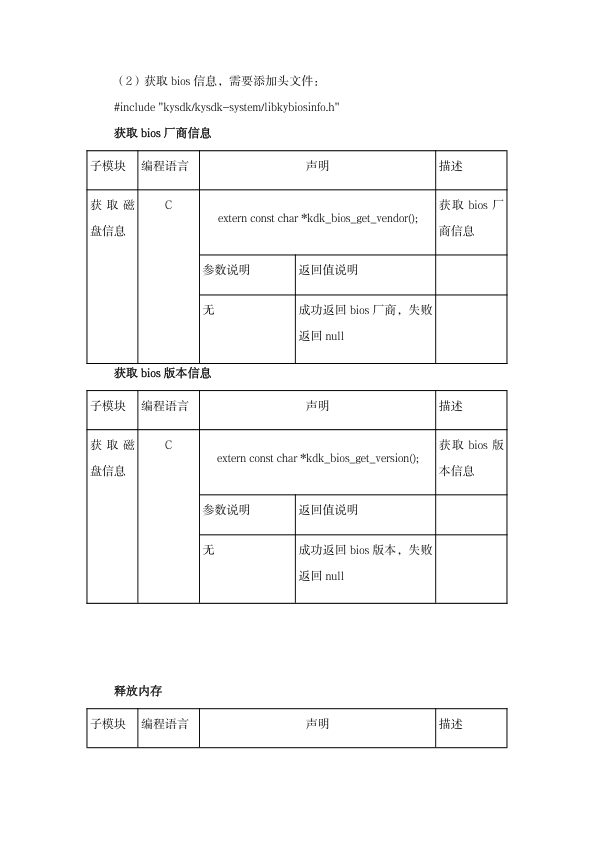 （2）获取 bios 信息，需要添加头文件；
#include "kysdk/kysdk-system/libkybiosinfo.h"
获取 bios 厂商信息
子模块 编程语言 声明 描述
获取磁盘信息 C extern const char *kdk_bios_get_vendor(); 获取 bios 厂商信息
参数说明 返回值说明
无 成功返回 bios 厂商，失败
返回 null
获取 bios 版本信息
子模块 编程语言 声明 描述
获取磁盘信息 C extern const char *kdk_bios_get_version(); 获取 bios 版本信息
参数说明 返回值说明
无 成功返回 bios 版本，失败
返回 null
释放内存
子模块 编程语言 声明 描述